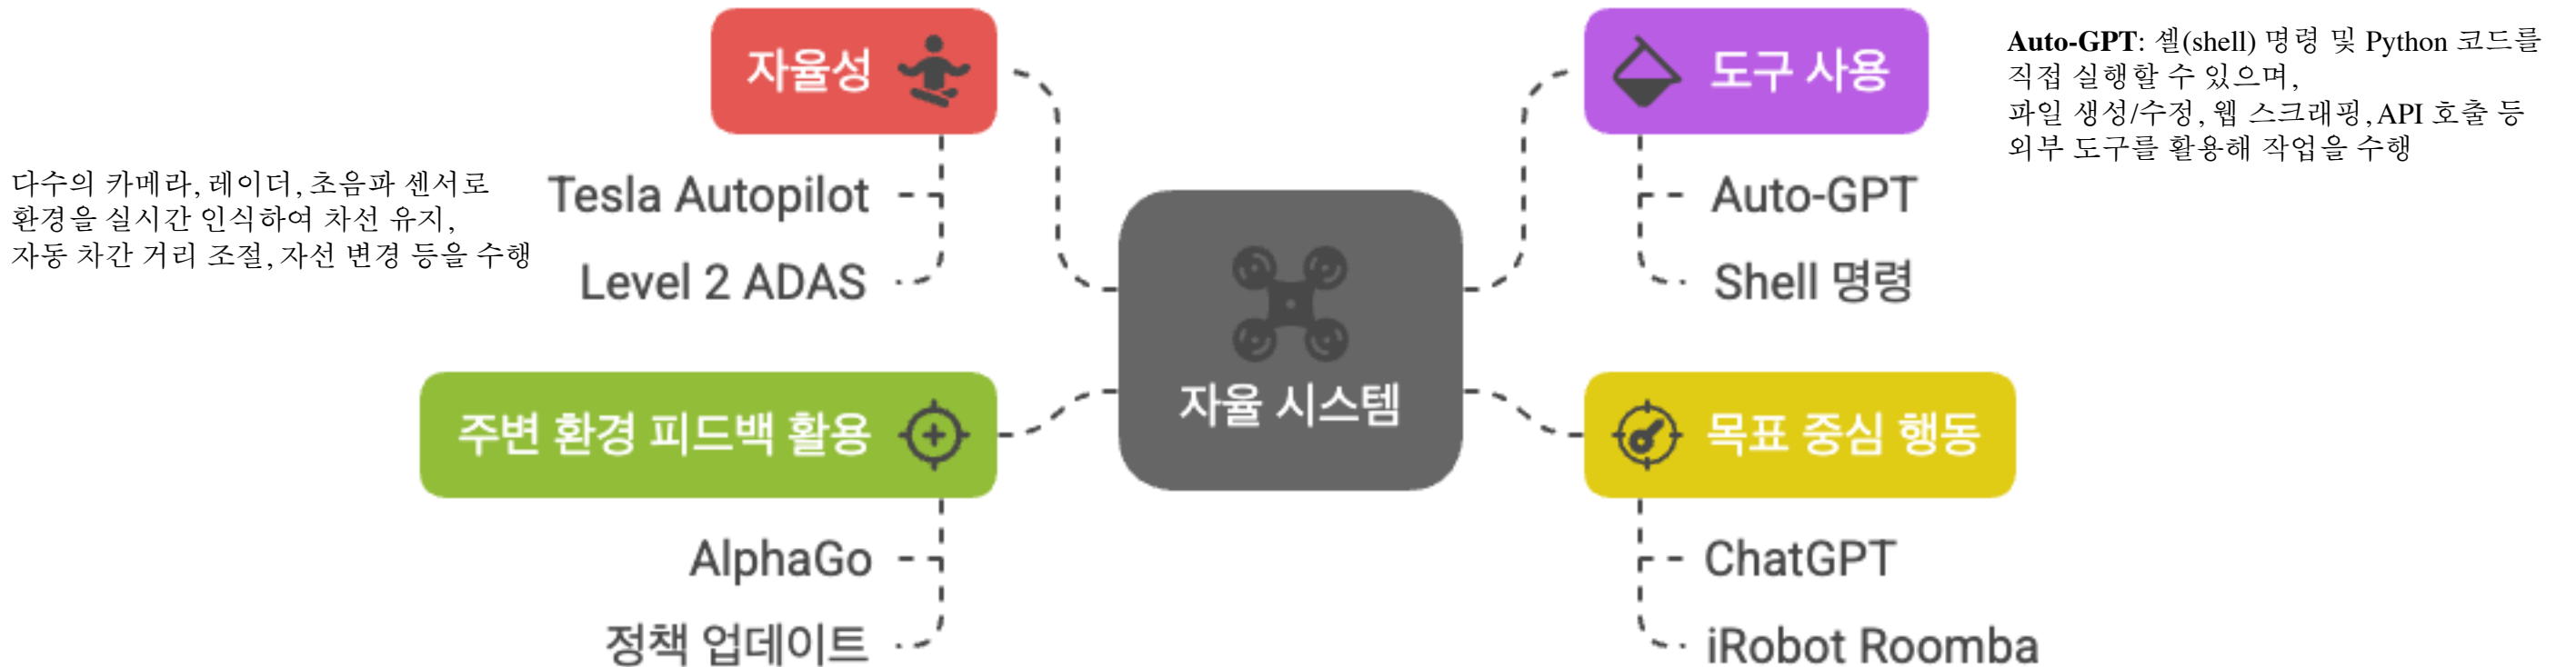 자율성
다수의 카메라, 레이더, 초음파 센서로
환경을 실시간 인식하여 차선 유지,
자동 차간 거리 조절, 자선 변경 등을 수행
Tesla Autopilot
Level 2 ADAS
주변 환경 피드백 활용
AlphaGo
정책 업데이트
자율 시스템
도구 사용
Auto-GPT: 셸(shell) 명령 및 Python 코드를
직접 실행할 수 있으며,
파일 생성/수정, 웹 스크래핑, API 호출 등
외부 도구를 활용해 작업을 수행
Auto-GPT
Shell 명령
목표 중심 행동
ChatGPT
iRobot Roomba